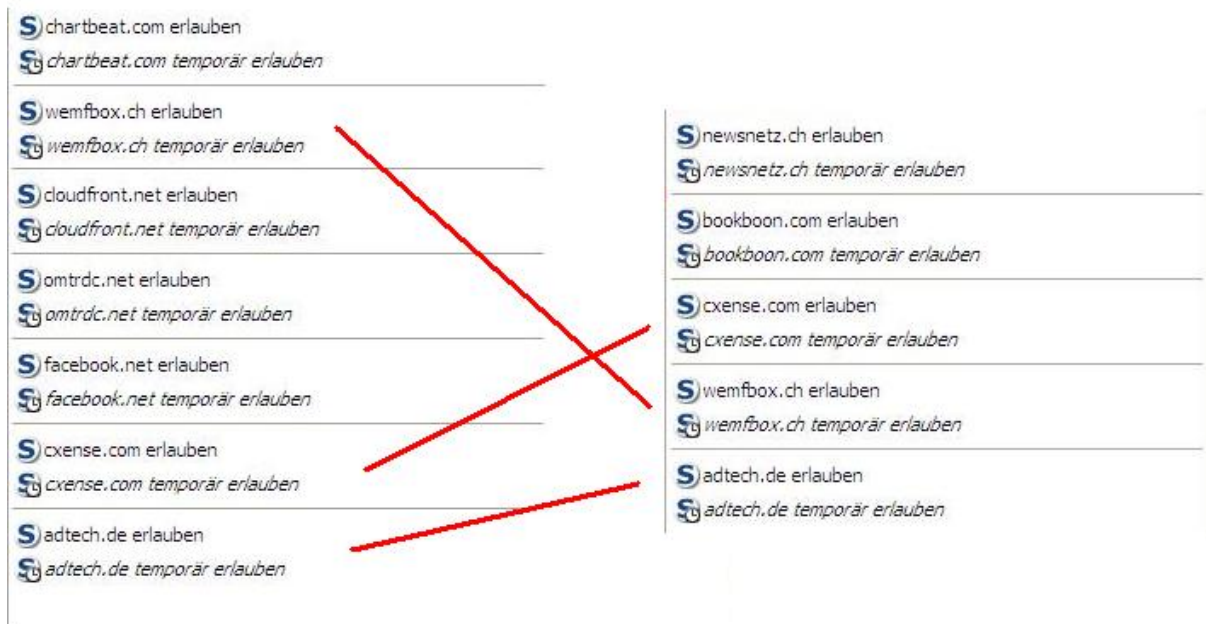 chartbeat.com erlauben
chartbeat.com temporär erlauben
wemfbox.ch erlauben
wemfbox.ch temporär erlauben
cloudfront.net erlauben
cloudfront.net temporär erlauben
omtrdc.net erlauben
omtrdc.net temporär erlauben
facebook.net erlauben
facebook.net temporär erlauben
cxense.com erlauben
cxense.com temporär erlauben
adtech.de erlauben
adtech.de temporär erlauben
newsnetz.ch erlauben
newsnetz.ch temporär erlauben
bookboon.com erlauben
bookboon.com temporär erlauben
cxense.com erlauben
cxense.com temporär erlauben
wemfbox.ch erlauben
wemfbox.ch temporär erlauben
adtech.de erlauben
adtech.de temporär erlauben